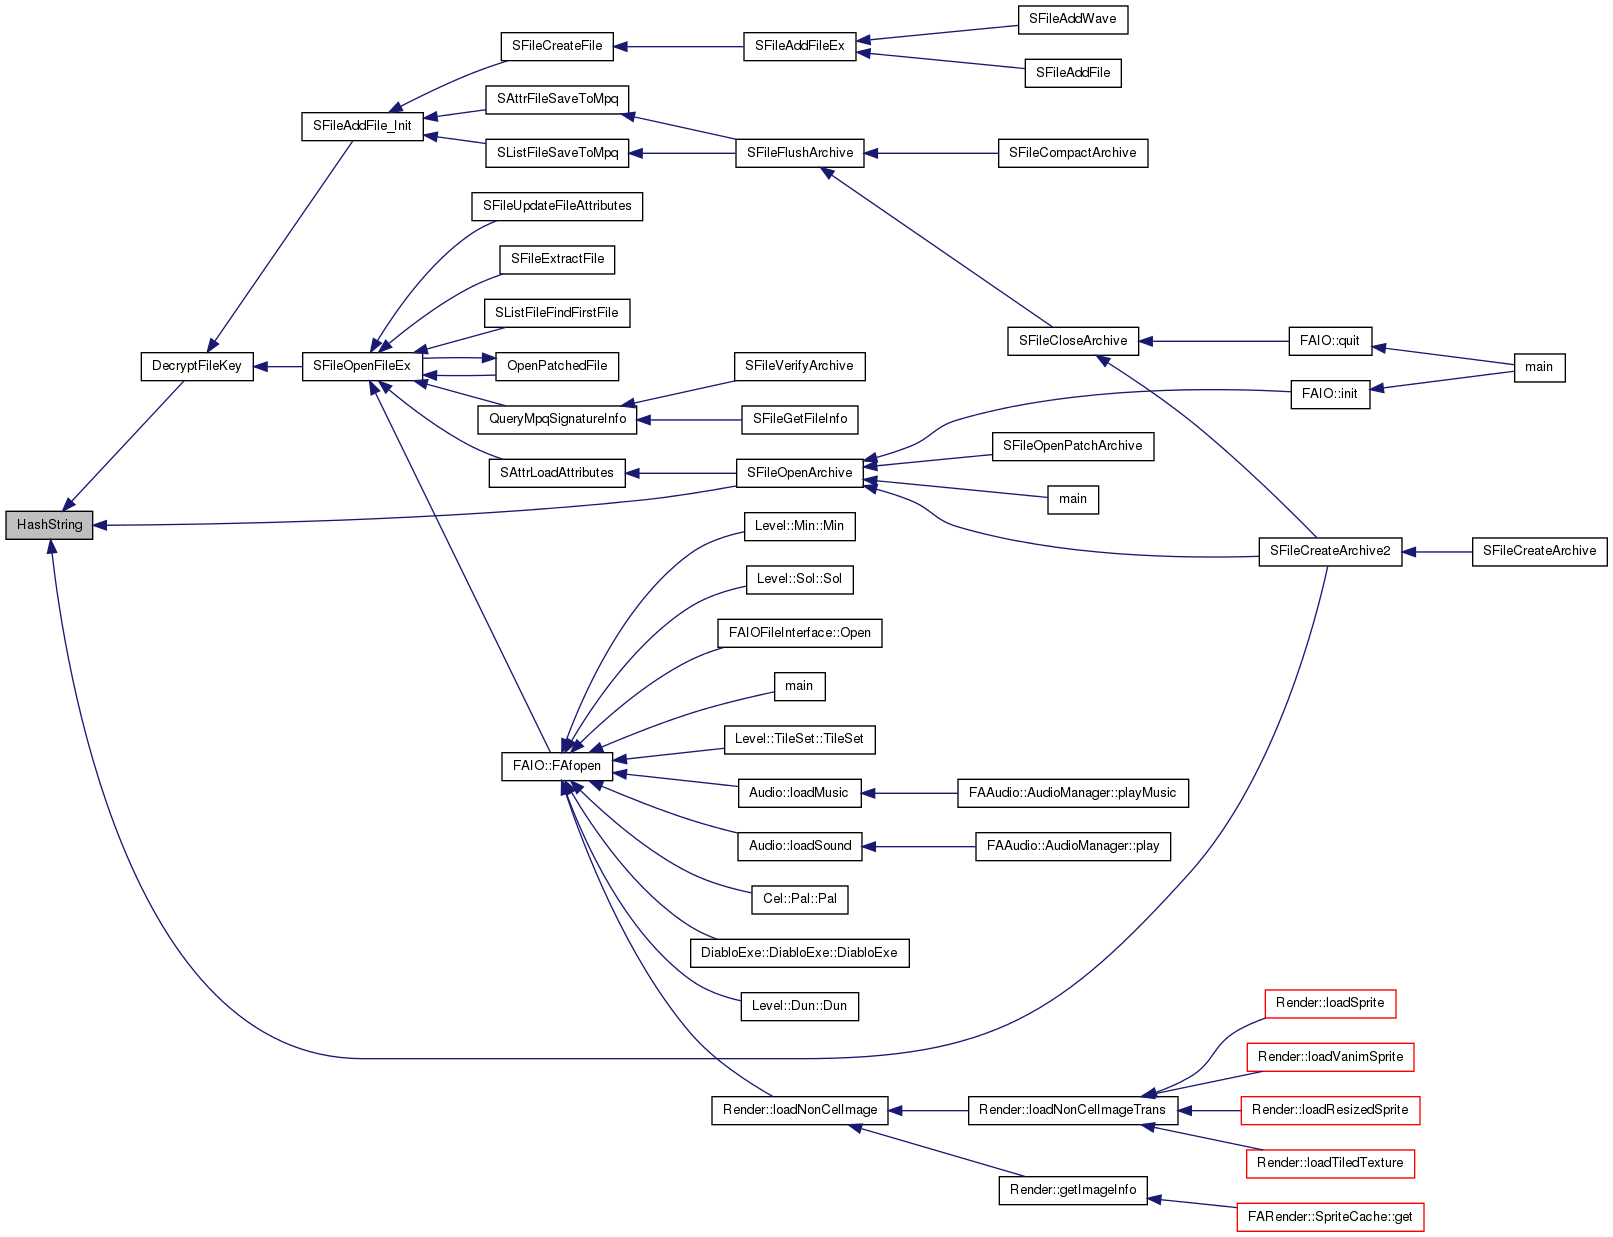 SFileAddWave
SFileCreateFile
SFileAddFileEx
SFileAddFile
SAttrFileSaveToMpq
SFileAddFile_Init
SListFileSaveToMpq
SFileFlushArchive
SFileCompactArchive
SFileUpdateFileAttributes
SFileExtractFile
SListFileFindFirstFile
SFileCloseArchive
FAIO::quit
DecryptFileKey
SFileOpenFileEx
OpenPatchedFile
SFileVerifyArchive
main
FAIO::init
QueryMpqSignatureInfo
SFileGetFileInfo
SFileOpenPatchArchive
SAttrLoadAttributes
SFileOpenArchive
main
HashString
Level::Min::Min
SFileCreateArchive2
SFileCreateArchive
Level::Sol::Sol
FAIOFileInterface::Open
main
Level::TileSet::TileSet
FAIO::FAfopen
Audio::loadMusic
FAAudio::AudioManager::playMusic
Audio::loadSound
FAAudio::AudioManager::play
Cel::Pal::Pal
DiabloExe::DiabloExe::DiabloExe
Level::Dun::Dun
Render::loadSprite
Render::loadVanimSprite
Render::loadNonCelImage
Render::loadNonCelImageTrans
Render::loadResizedSprite
Render::loadTiledTexture
Render::getImageInfo
FARender::SpriteCache::get